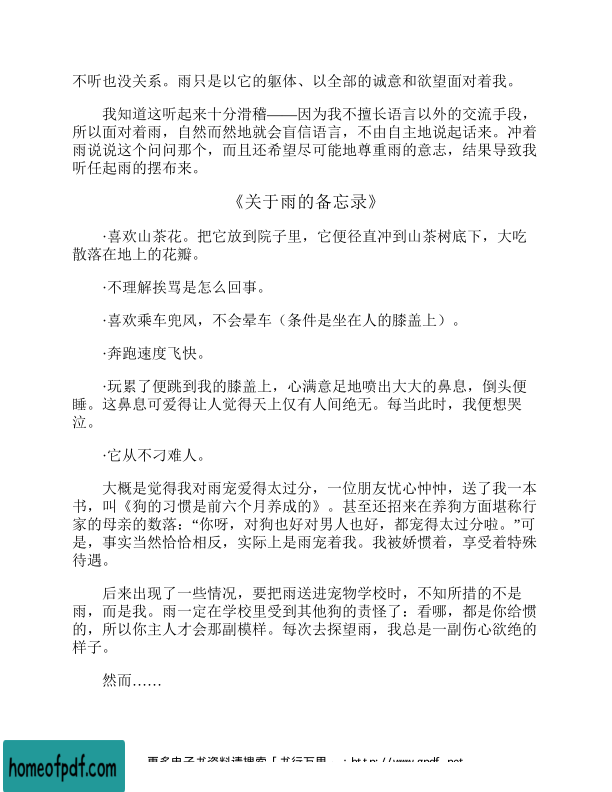 不听也没关系。雨只是以它的躯体、以全部的诚意和欲望面对着我。
我知道这听起来十分滑稽——因为我不擅长语言以外的交流手段，
所以面对着雨，自然而然地就会盲信语言，不由自主地说起话来。冲着
雨说说这个问问那个，而且还希望尽可能地尊重雨的意志，结果导致我
听任起雨的摆布来。
《关于雨的备忘录》
·喜欢山茶花。把它放到院子里，它便径直冲到山茶树底下，大吃
散落在地上的花瓣。
·不理解挨骂是怎么回事。
·喜欢乘车兜风，不会晕车（条件是坐在人的膝盖上）。
·奔跑速度飞快。
·玩累了便跳到我的膝盖上，心满意足地喷出大大的鼻息，倒头便
睡。这鼻息可爱得让人觉得天上仅有人间绝无。每当此时，我便想哭
泣。
·它从不刁难人。
大概是觉得我对雨宠爱得太过分，一位朋友忧心忡忡，送了我一本
书，叫《狗的习惯是前六个月养成的》。甚至还招来在养狗方面堪称行
家的母亲的数落：“你呀，对狗也好对男人也好，都宠得太过分啦。”可
是，事实当然恰恰相反，实际上是雨宠着我。我被娇惯着，享受着特殊
待遇。
后来出现了一些情况，要把雨送进宠物学校时，不知所措的不是
雨，而是我。雨一定在学校里受到其他狗的责怪了：看哪，都是你给惯
的，所以你主人才会那副模样。每次去探望雨，我总是一副伤心欲绝的
样子。
然而……
homeofpdf.com